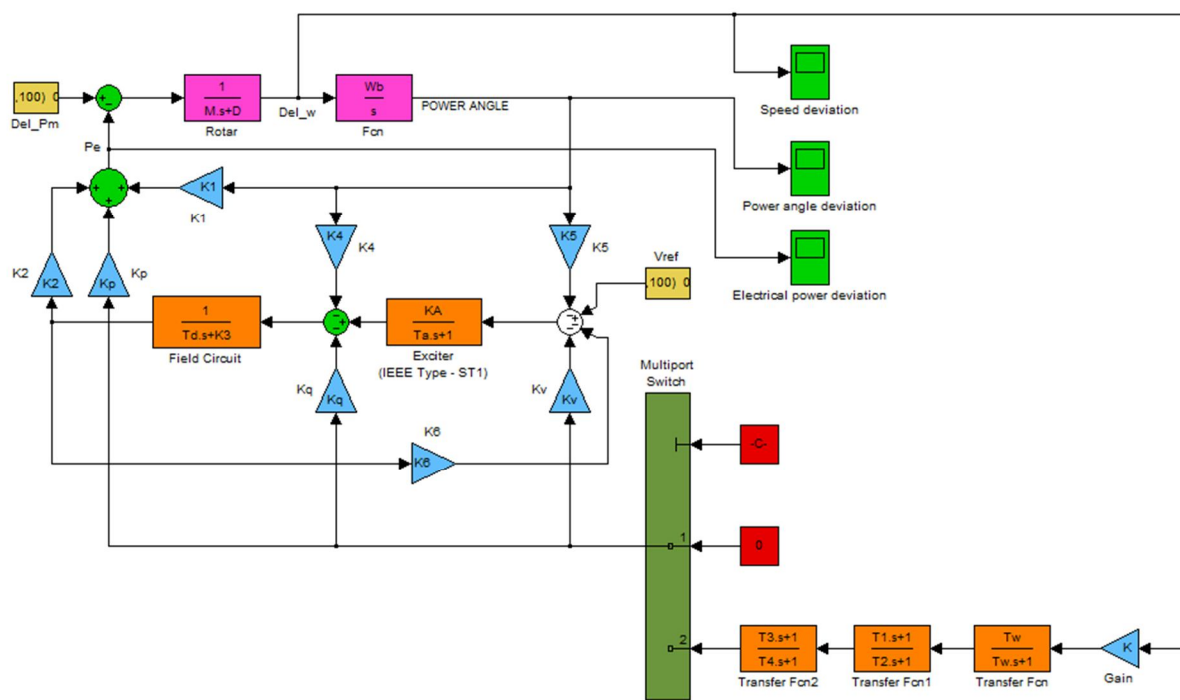 ,100) 0
Del_Pm
1
M.s+D
Rotar
Del_w
Wb
s
Fcn
POWER ANGLE
Speed deviation
Pe
Power angle deviation
Electrical power deviation
K1
K1
K4
K4
K5
K5
Vref
,100) 0
K2
K2
Kp
Kp
1
Td.s+K3
Field Circuit
KA
Ta.s+1
Exciter
(IEEE Type - ST1)
Kq
Kq
Kv
Kv
K6
K6
Multiport
Switch
-C-
1
0
2
T3.s+1
T4.s+1
Transfer Fcn2
T1.s+1
T2.s+1
Transfer Fcn1
Tw
Tw.s+1
Transfer Fcn
K
Gain